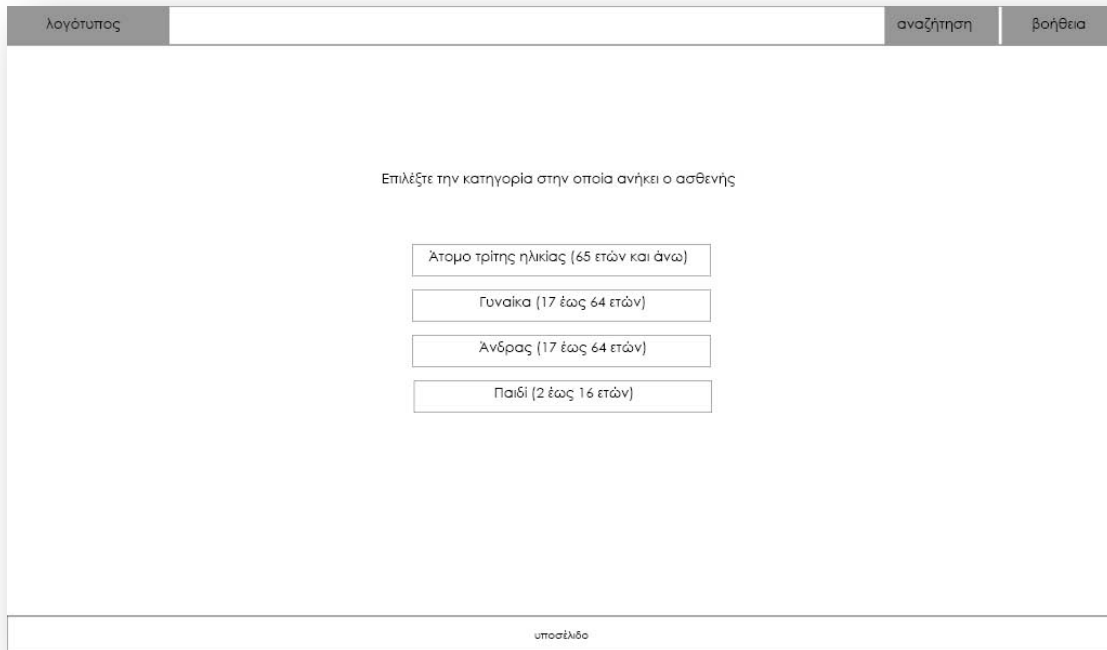 λογότυπος
αναζήτηση
βοήθεια
Επιλέξτε την κατηγορία στην οποία ανήκει ο ασθενής
Άτομο τρίτης ηλικίας (65 ετών και άνω)
Γυναίκα (17 έως 64 ετών)
Άνδρας (17 έως 64 ετών)
Παιδί (2 έως 16 ετών)
υποσέλιδο